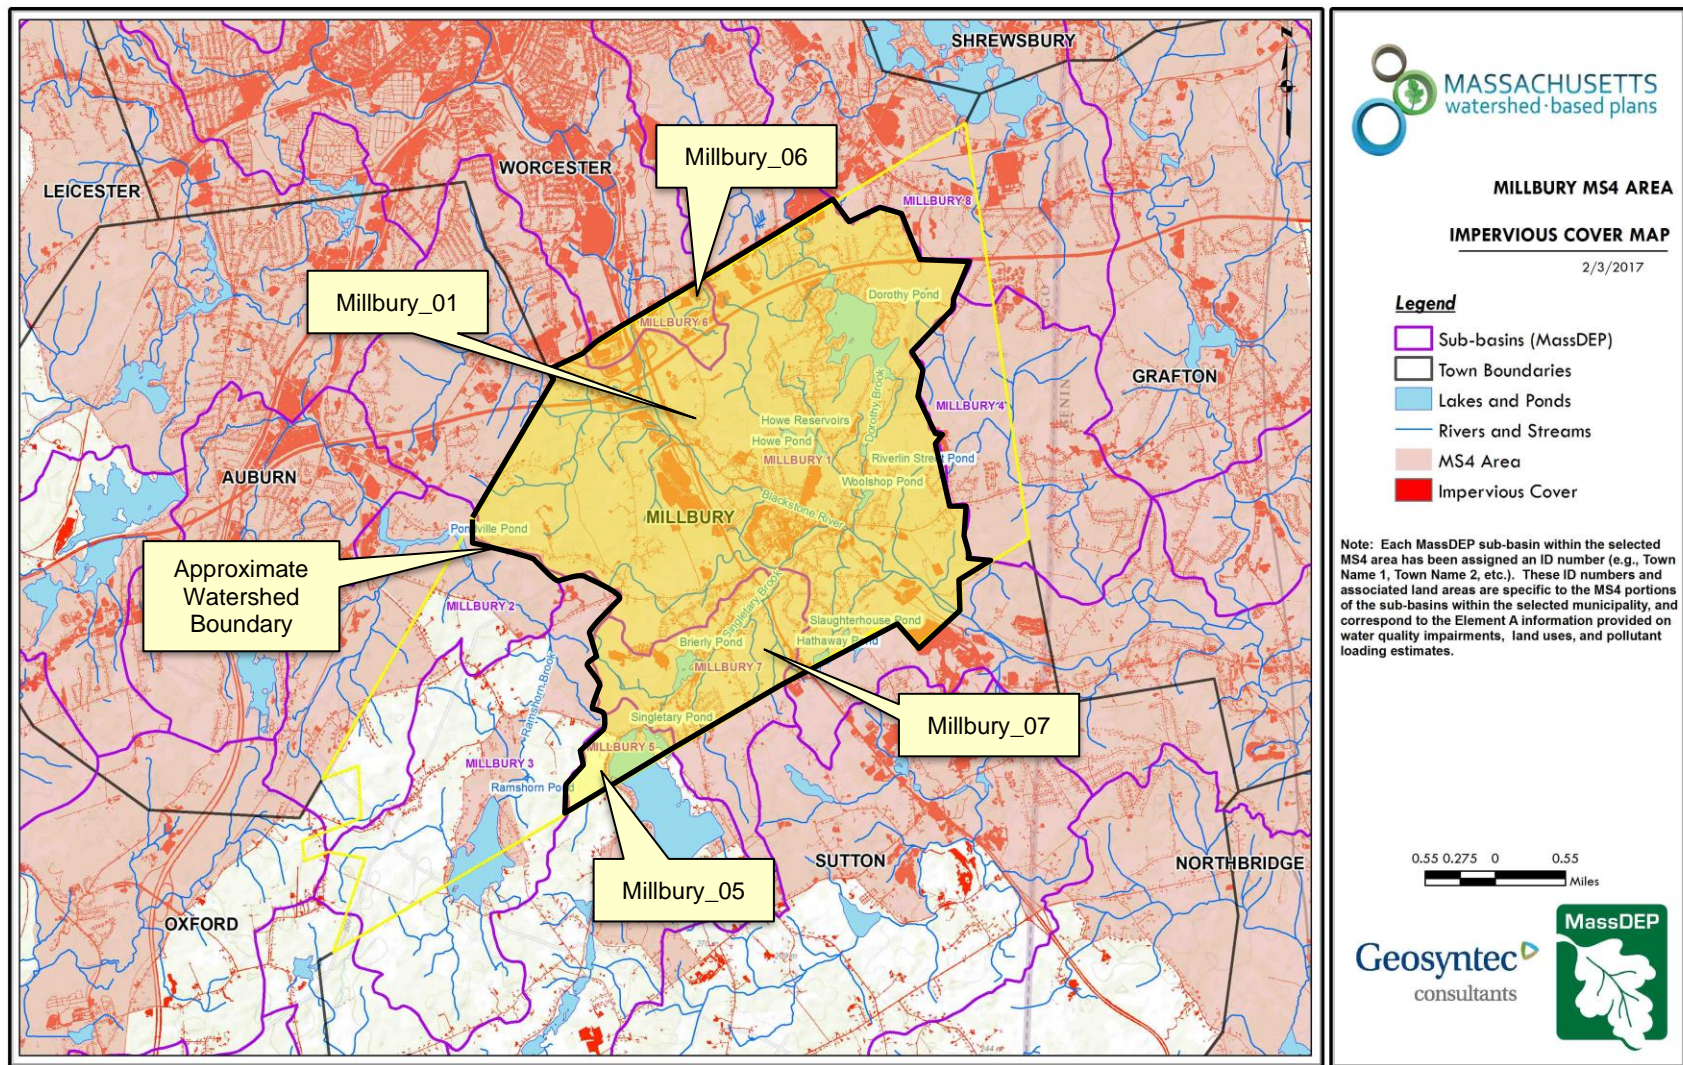 SHREWSBURY
WORCESTER
LEICESTER
Millbury_06
MILLBURY 8
Millbury_01
MILLBURY 6
Dorothy Pond
294 m
GRAFTON
MILLBURY 4
Dorothy Brook
Howe Reservoirs
Howe Pond
MILLBURY 1
Riverlin Street Pond
Woolshop Pond
AUBURN
Blackstone River
MILLBURY
Pondville Pond
Approximate
Watershed
Boundary
MILLBURY 2
Singletary Brook
Slaughterhouse Pond
Brierly Pond
Hathaway Pond
MILLBURY 7
Ramshorn Brook
Singletary Pond
Millbury_07
MILLBURY 5
MILLBURY 3
Ramshorn Pond
SUTTON
NORTHBRIDGE
Millbury_05
OXFORD
244 m
MASSACHUSETTS
watershed-based plans
MILLBURY MS4 AREA
IMPERVIOUS COVER MAP
2/3/2017
Legend
Sub-basins (MassDEP)
Town Boundaries
Lakes and Ponds
Rivers and Streams
MS4 Area
Impervious Cover
Note: Each MassDEP sub-basin within the selected
MS4 area has been assigned an ID number (e.g., Town
Name 1, Town Name 2, etc.). These ID numbers and
associated land areas are specific to the MS4 portions
of the sub-basins within the selected municipality, and
correspond to the Element A information provided on
water quality impairments, land uses, and pollutant
loading estimates.
0.55 0.275 0 0.55
Miles
Geosyntec
consultants
MassDEP